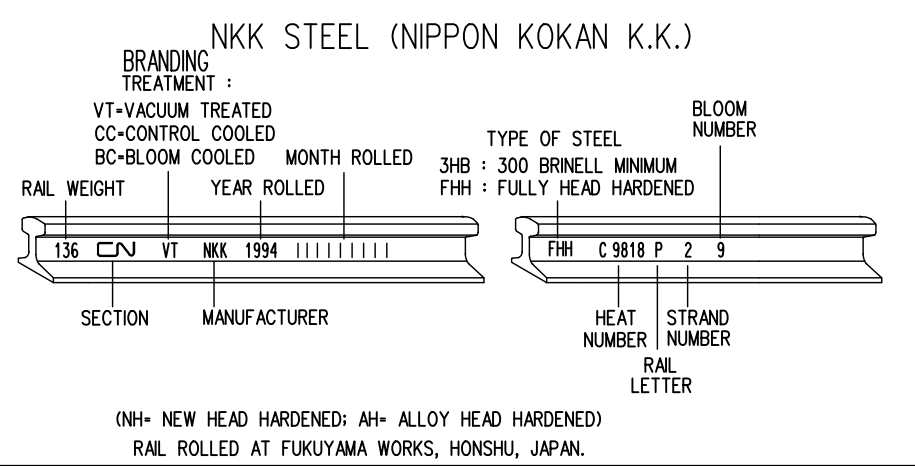 NKK STEEL (NIPPON KOKAN K.K.)
BRANDING
TREATMENT :
VT=VACUUM TREATED
CC=CONTROL COOLED
BC=BLOOM COOLED
MONTH ROLLED
RAIL WEIGHT
YEAR ROLLED
136 CN VT NKK 1994 | | | | | | | | |
SECTION
MANUFACTURER
BLOOM
NUMBER
TYPE OF STEEL
3HB : 300 BRINELL MINIMUM
FHH : FULLY HEAD HARDENED
FHH C 9818 P 2 9
HEAT
NUMBER
STRAND
NUMBER
RAIL
LETTER
(NH= NEW HEAD HARDENED; AH= ALLOY HEAD HARDENED)
RAIL ROLLED AT FUKUYAMA WORKS, HONSHU, JAPAN.